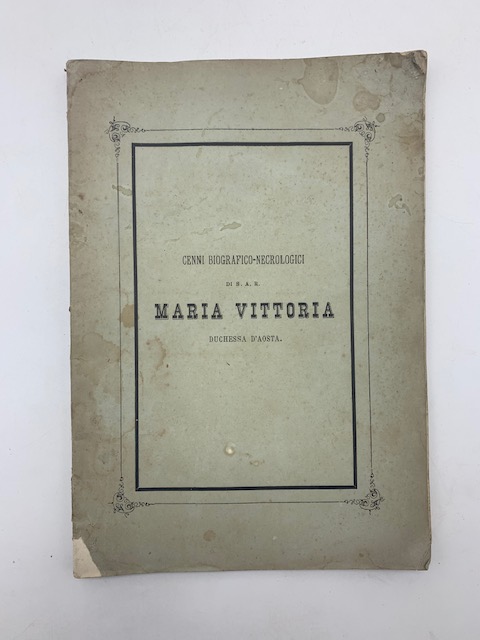 CENNI BIOGRAFICO-NECROLOGICI
DI S. A. R.
MARIA VITTORIA
DUCHESSA D'AOSTA.